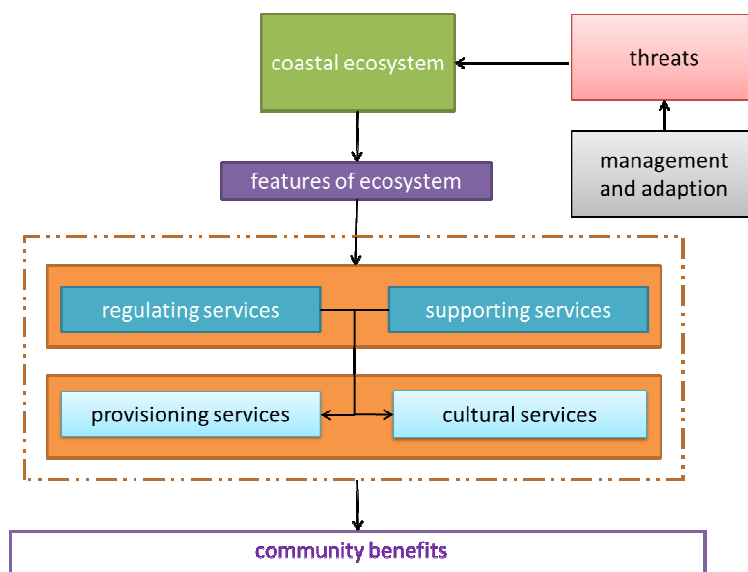 coastal ecosystem
threats
management
and adaption
features of ecosystem
regulating services
supporting services
provisioning services
cultural services
community benefits